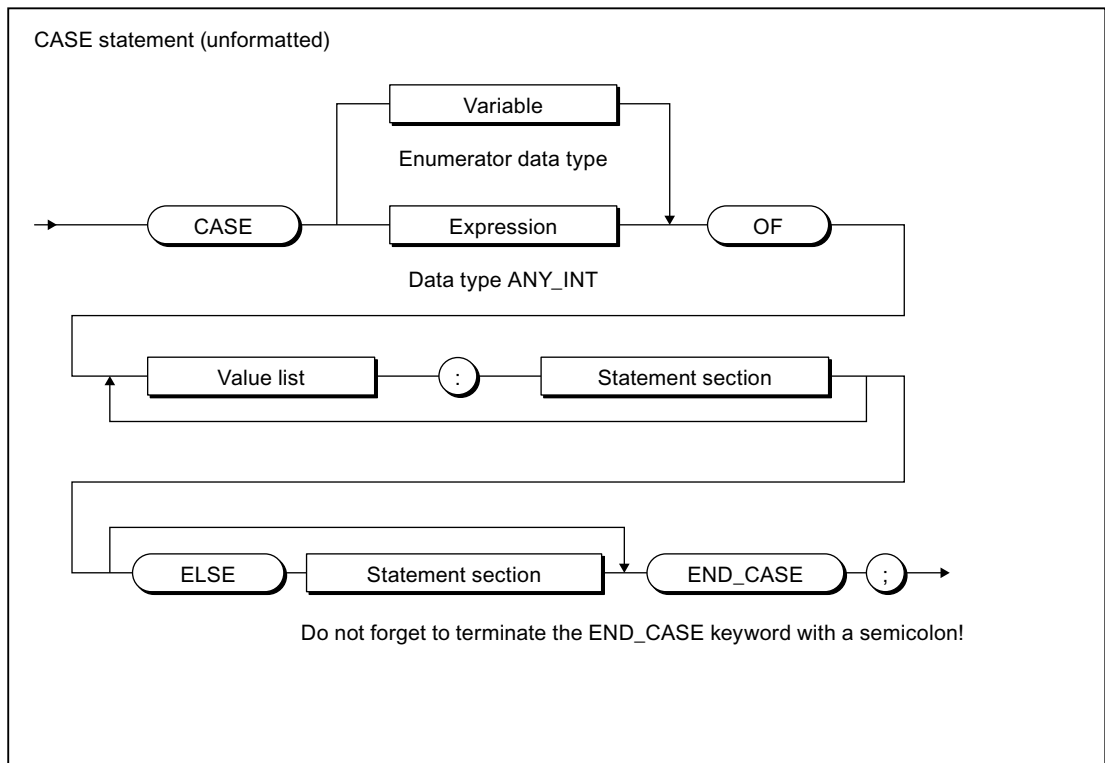 CASE statement (unformatted)
Variable
Enumerator data type
CASE
Expression
OF
Data type ANY_INT
Value list
:
Statement section
ELSE
Statement section
END_CASE
;
Do not forget to terminate the END_CASE keyword with a semicolon!